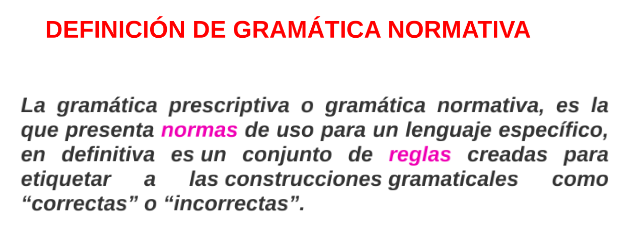 DEFINICIÓN DE GRAMÁTICA NORMATIVA
La gramática prescriptiva o gramática normativa, es la
que presenta normas de uso para un lenguaje específico,
en definitiva es un conjunto de reglas creadas para
etiquetar a las construcciones gramaticales como
“correctas” o “incorrectas”.